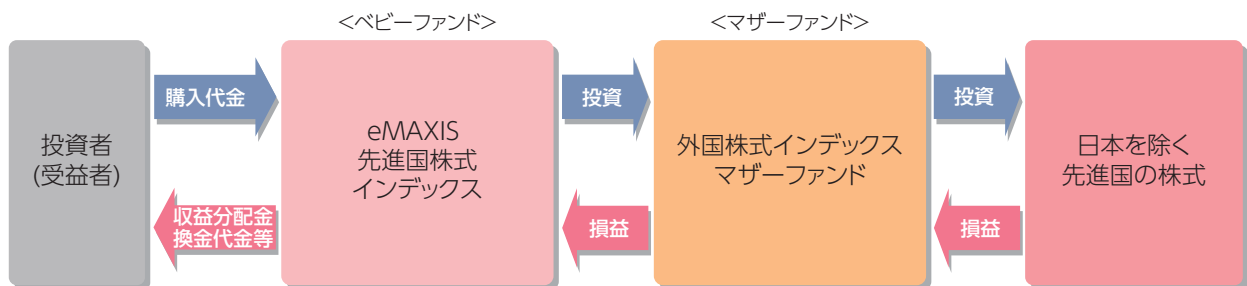 <ベビーファンド>
<マザーファンド>
投資者
(受益者)
購入代金
収益分配金
換金代金等
eMAXIS
先進国株式
インデックス
投資
損益
外国株式インデックス
マザーファンド
投資
損益
日本を除く
先進国の株式